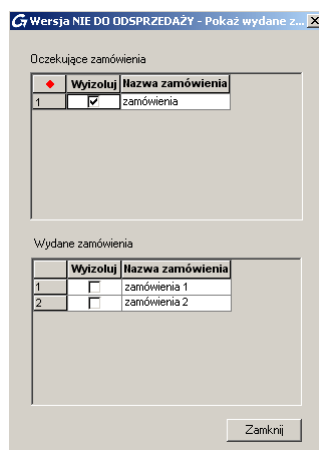 Wersja NIE DO ODSPRZEDAŻY - Pokaż wydane z...
Oczekujące zamówienia
Wyizoluj Nazwa zamówienia
1 zamówienia
Wydane zamówienie
Wyizoluj Nazwa zamówienia
1 zamówienia 1
2 zamówienia 2
Zamknij